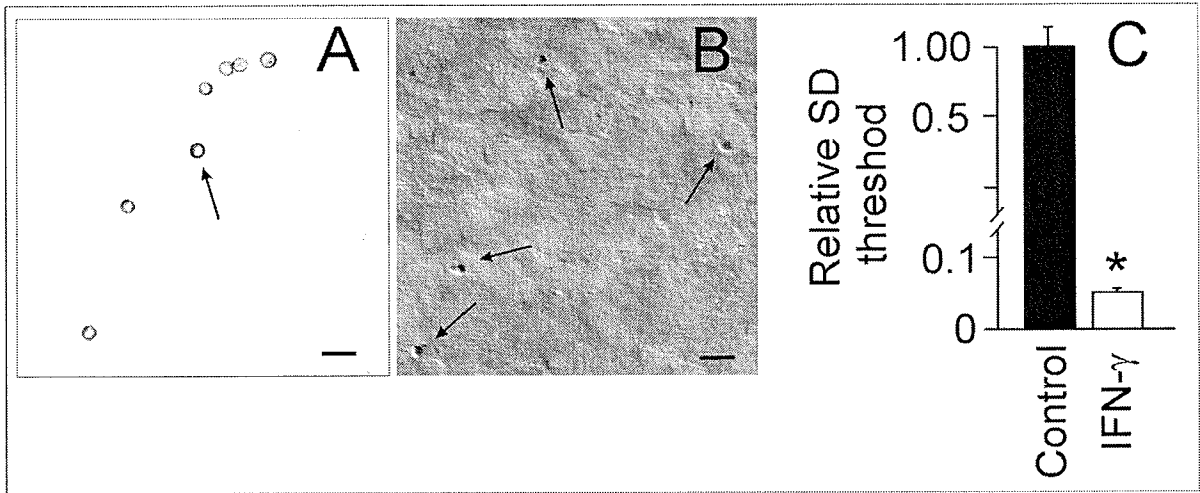 A
B
C
Relative SD
threshod
1.00
0.5
0.1
0
*
Control
IFN-γ